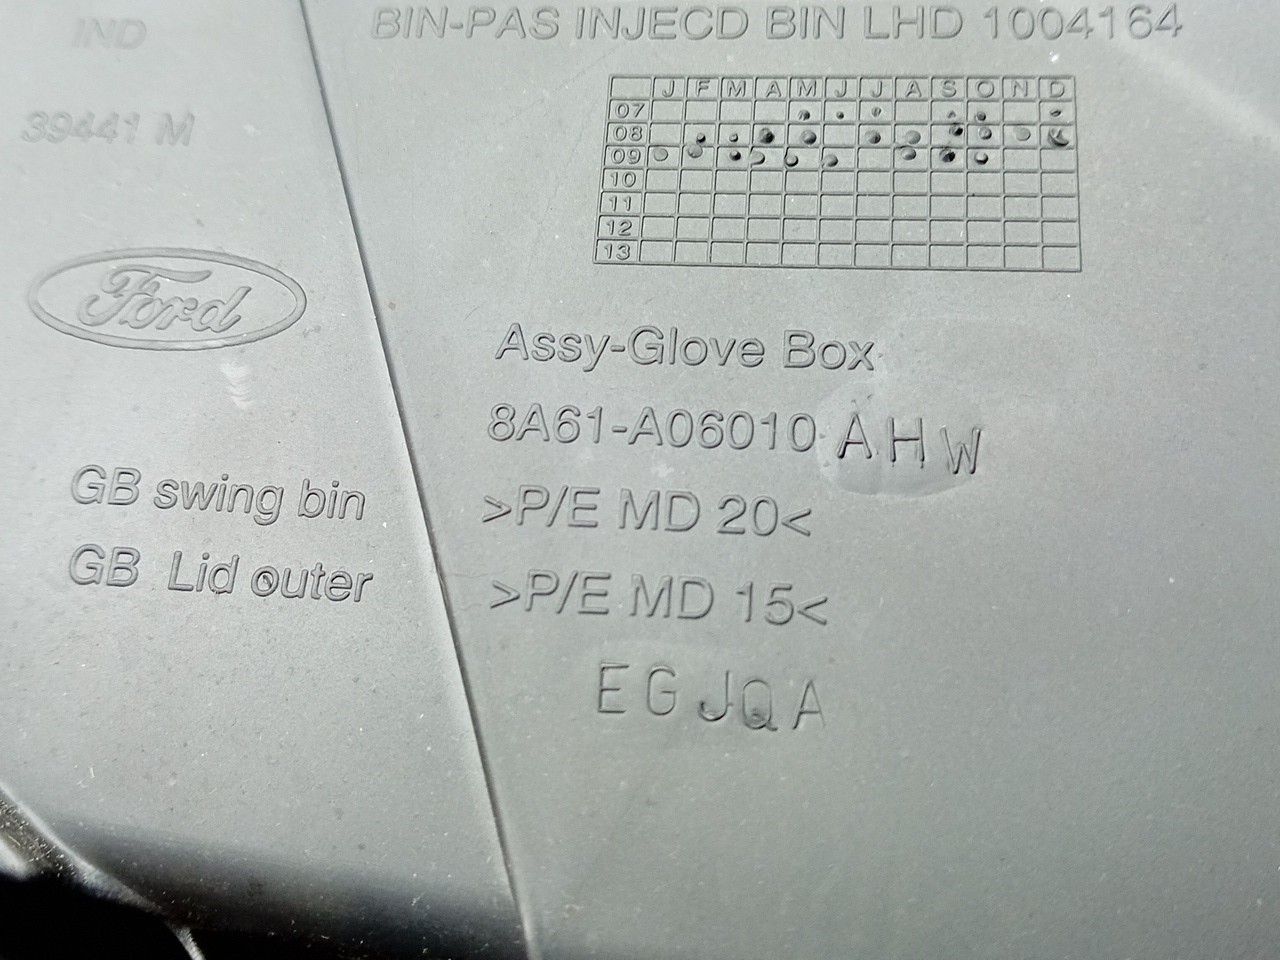 IND
BIN-PAS INJECD BIN LHD 1004164
39441 M
J F M A M J J A S O N D
07
08
09
10
11
12
13
Ford
Assy-Glove Box
8A61-A06010 AHW
GB swing bin >P/E MD 20<
GB Lid outer >P/E MD 15<
EGJQA